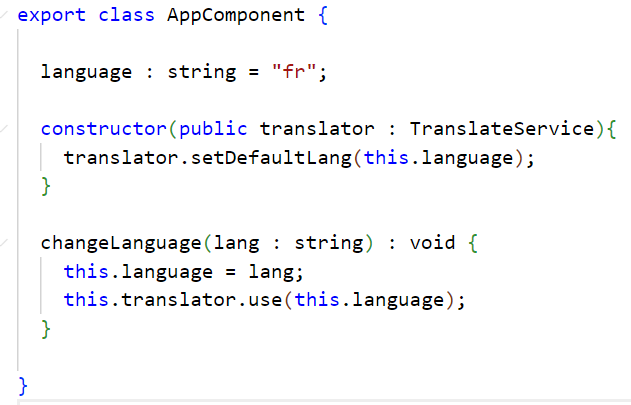 export class AppComponent {
language : string = "fr";
constructor(public translator : TranslateService){
translator.setDefaultLang(this.language);
}
changeLanguage(lang : string) : void {
this.language = lang;
this.translator.use(this.language);
}
}